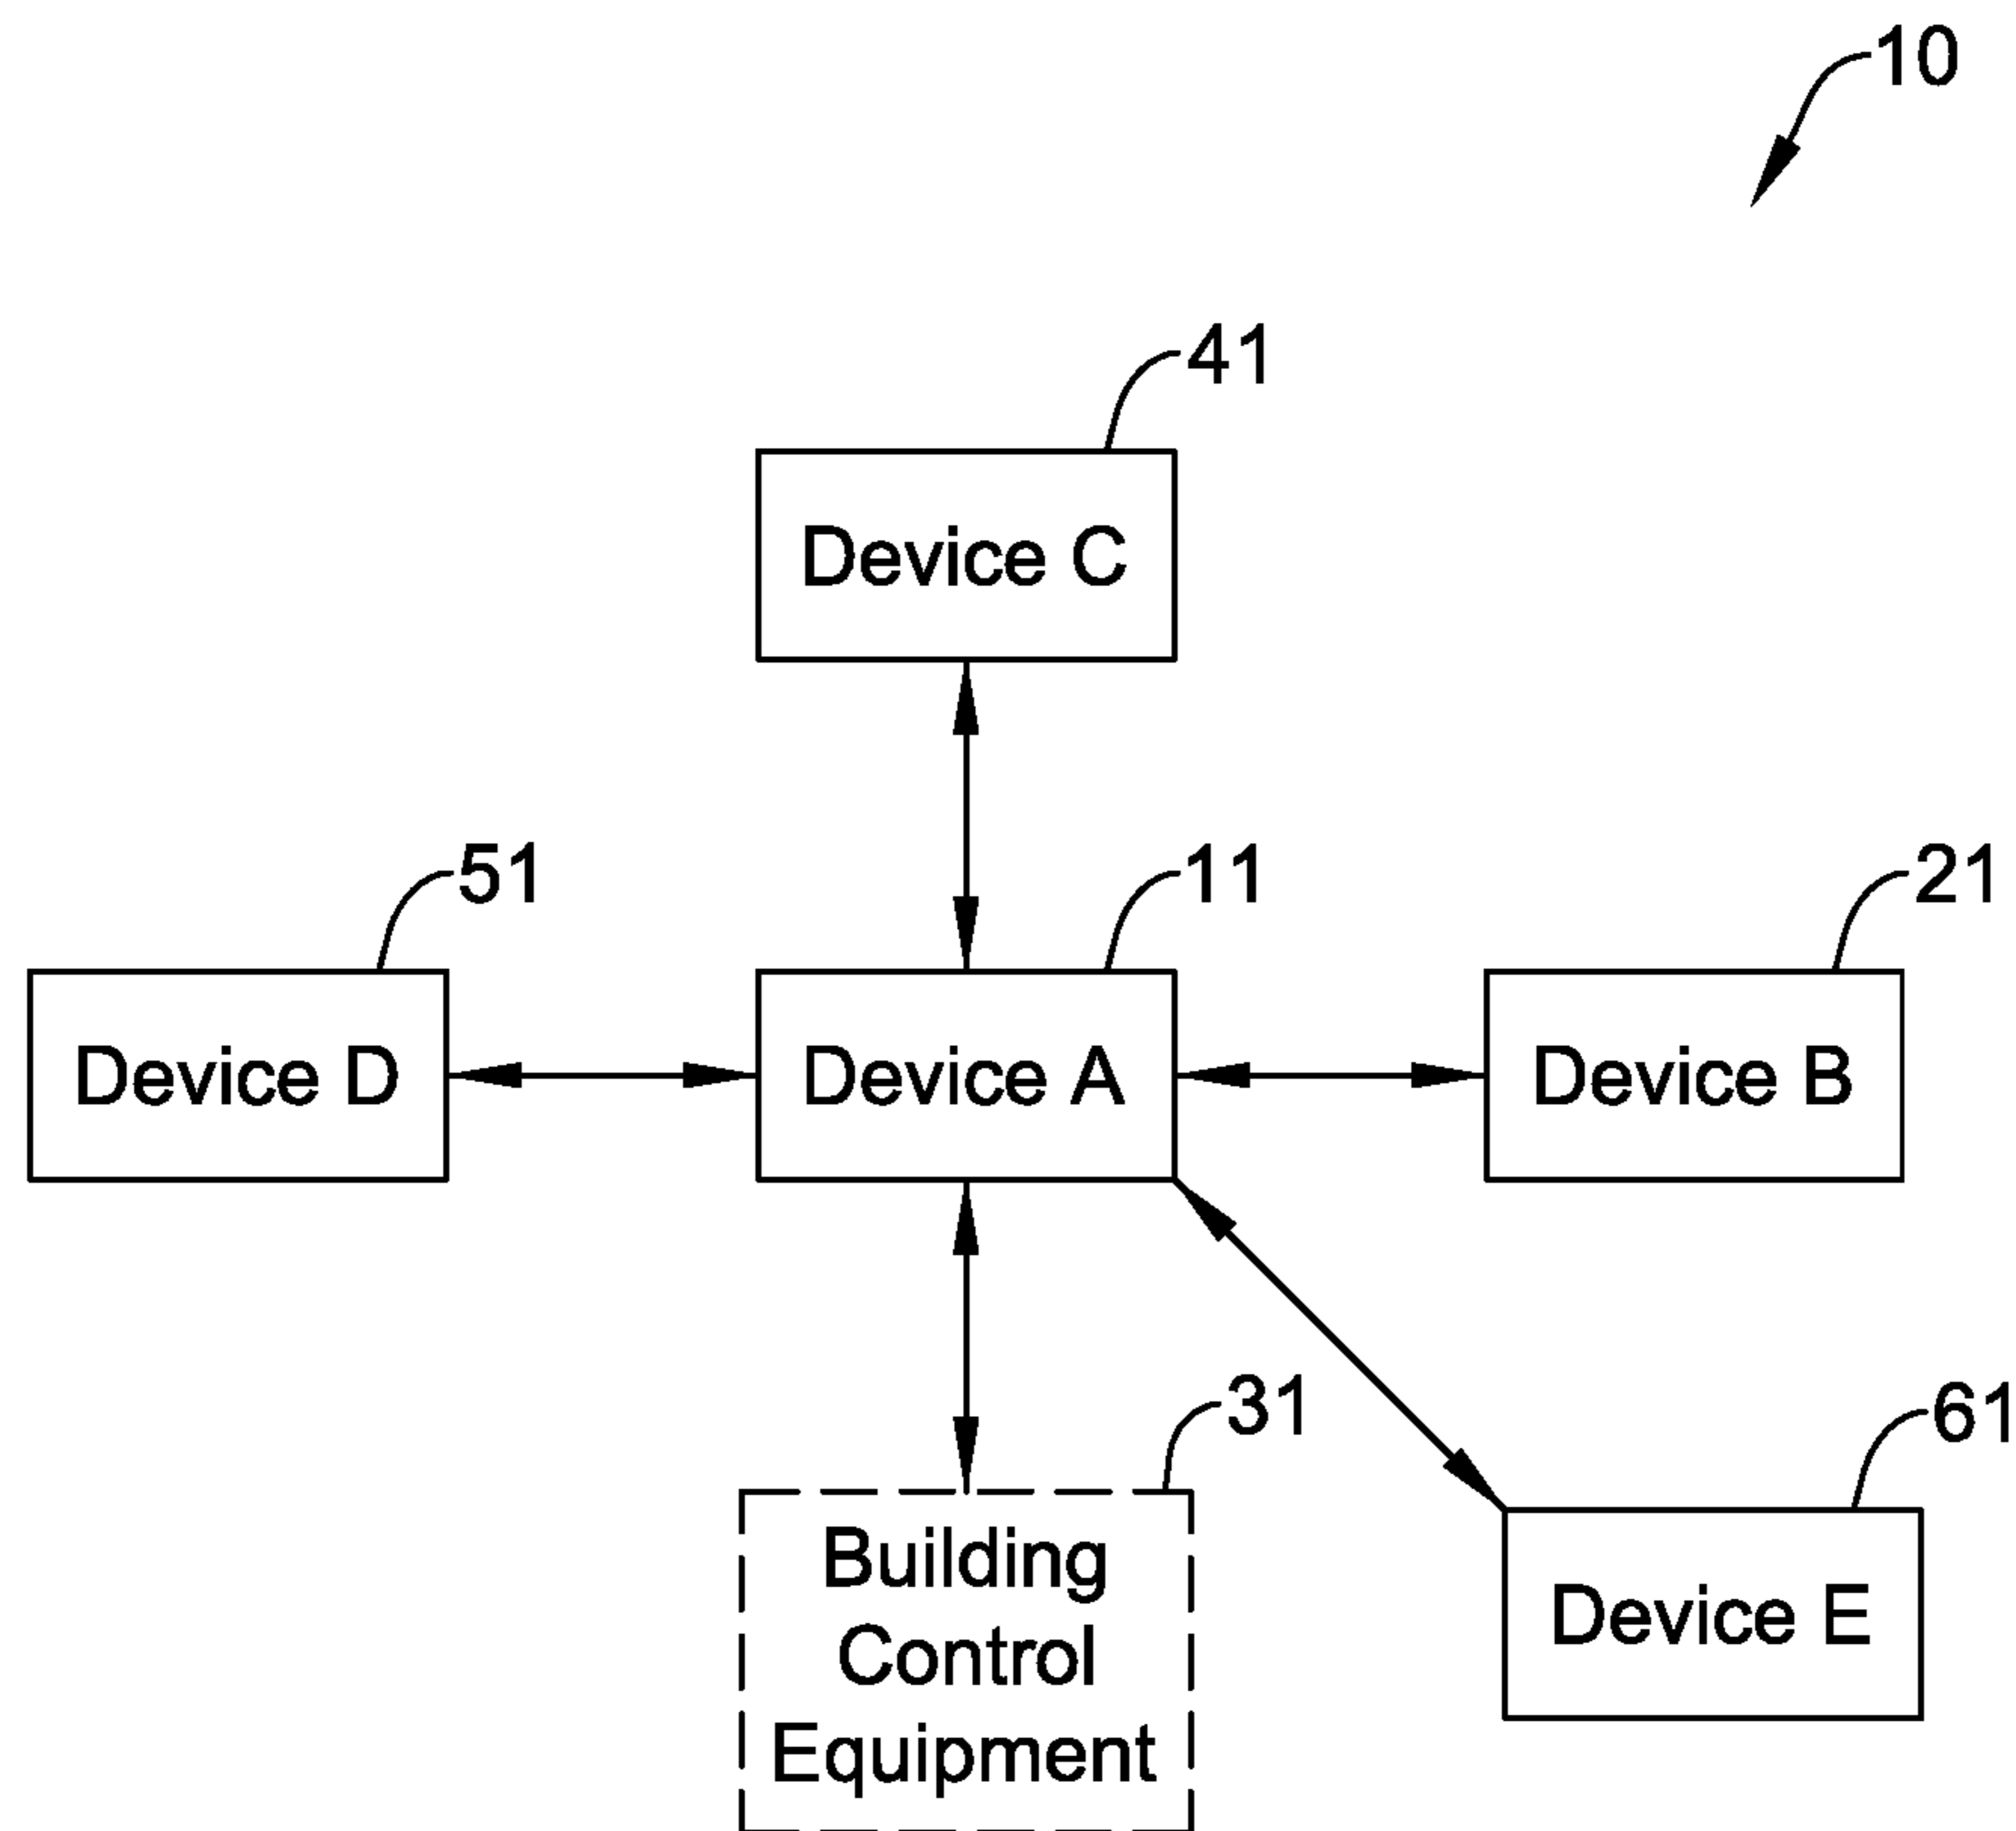 10
41
Device C
51
11
21
Device D
Device A
Device B
31
61
Building
Control
Equipment
Device E